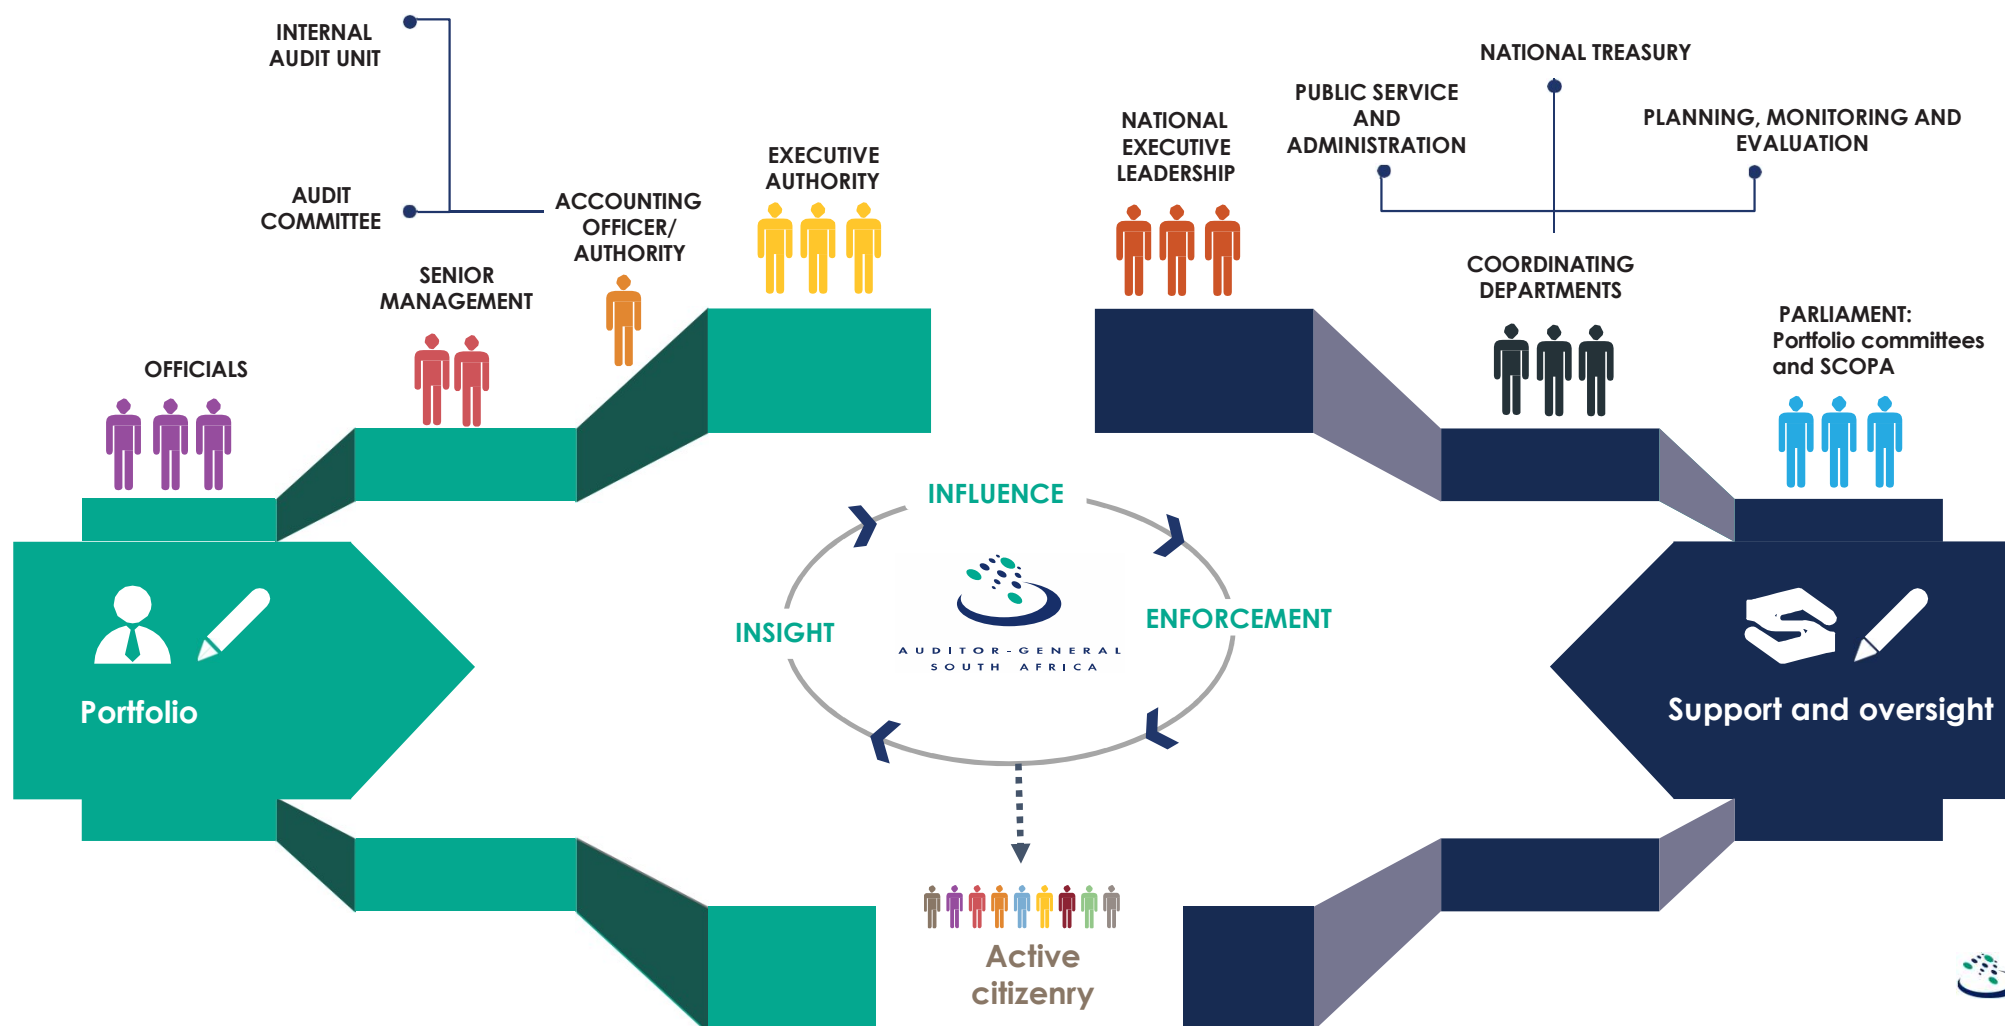 INTERNAL
AUDIT UNIT
AUDIT
COMMITTEE
ACCOUNTING
OFFICER/
AUTHORITY
EXECUTIVE
AUTHORITY
SENIOR
MANAGEMENT
OFFICIALS
NATIONAL
EXECUTIVE
LEADERSHIP
PUBLIC SERVICE
AND
ADMINISTRATION
NATIONAL TREASURY
PLANNING, MONITORING AND
EVALUATION
COORDINATING
DEPARTMENTS
PARLIAMENT:
Portfolio committees
and SCOPA
INFLUENCE
INSIGHT
ENFORCEMENT
AUDITOR-GENERAL
SOUTH AFRICA
Portfolio
Support and oversight
Active
citizenry